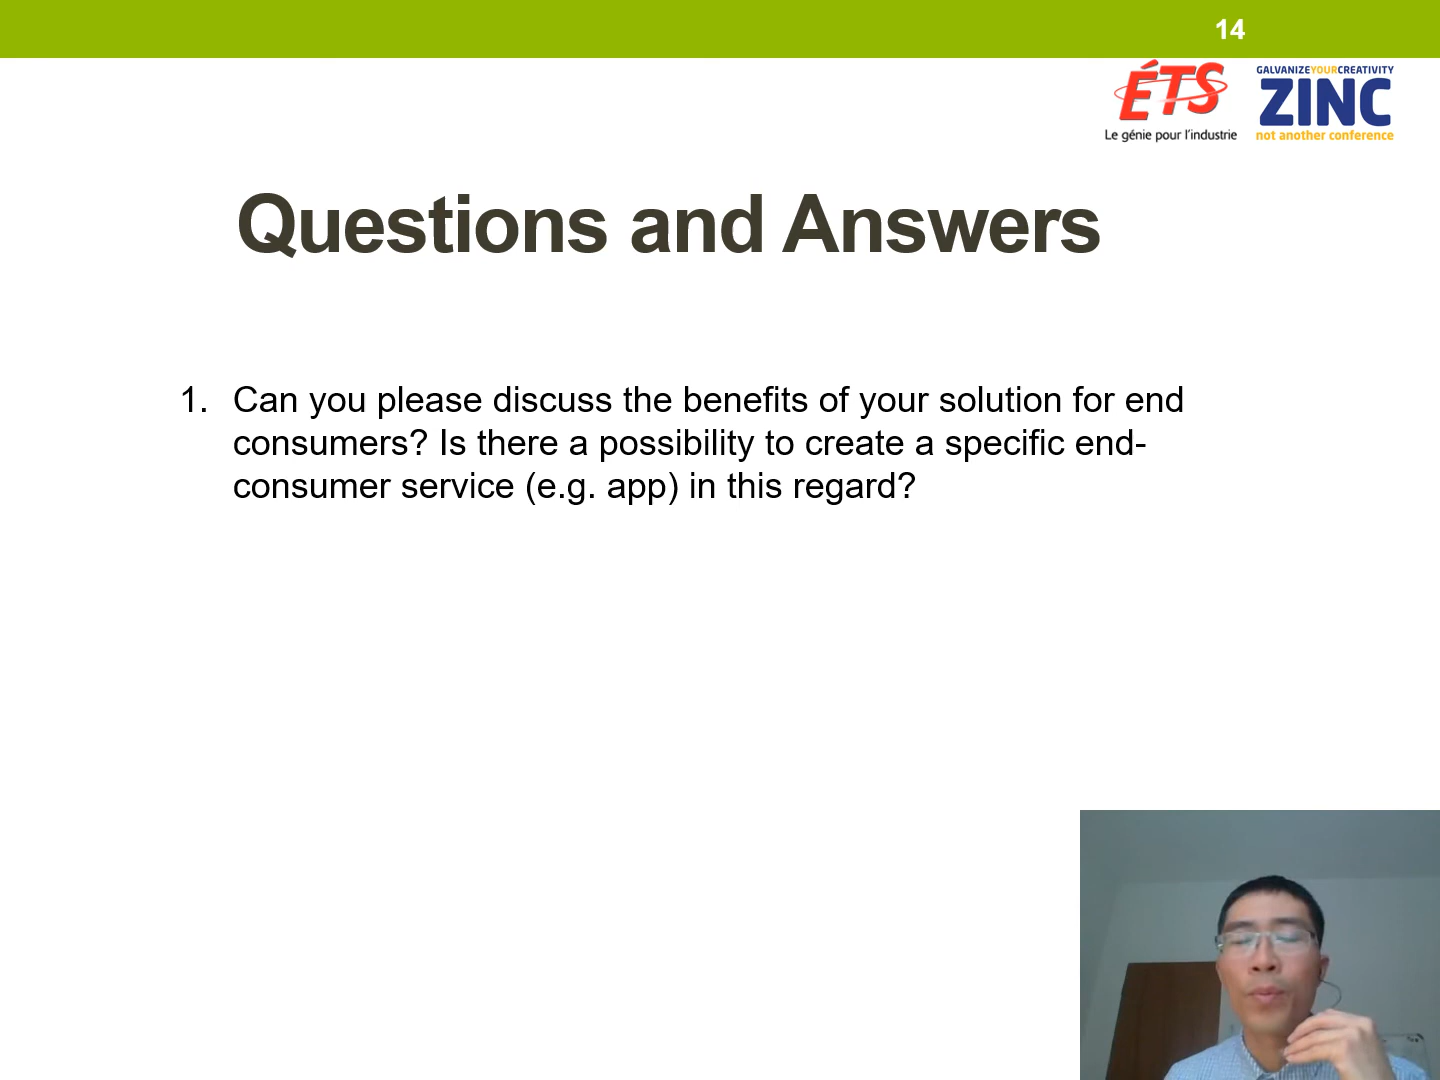 14
ÉTS
Le génie pour l'industrie
GALVANIZEYOURCREATIVITY
ZINC
not another conference
Questions and Answers
1. Can you please discuss the benefits of your solution for end
consumers? Is there a possibility to create a specific end-
consumer service (e.g. app) in this regard?